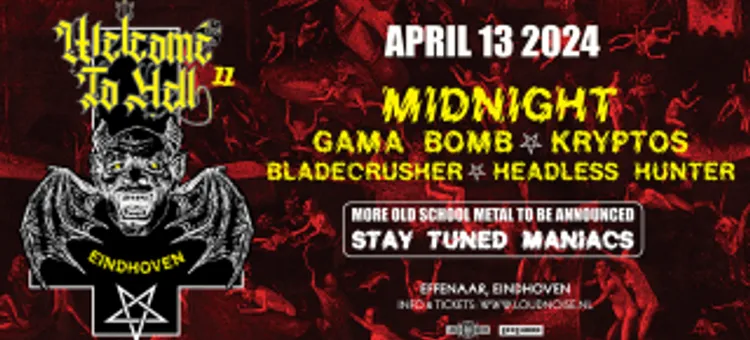 Welcome
To Hell
II
EINDHOVEN
APRIL 13 2024
MIDNIGHT
GAMA BOMB KRYPTOS
BLADECRUSHER HEADLESS HUNTER
MORE OLD SCHOOL METAL TO BE ANNOUNCED
STAY TUNED MANIACS
EFFENAAR, EINDHOVEN
INFO & TICKETS: WWW.LOUDNOISE.NL